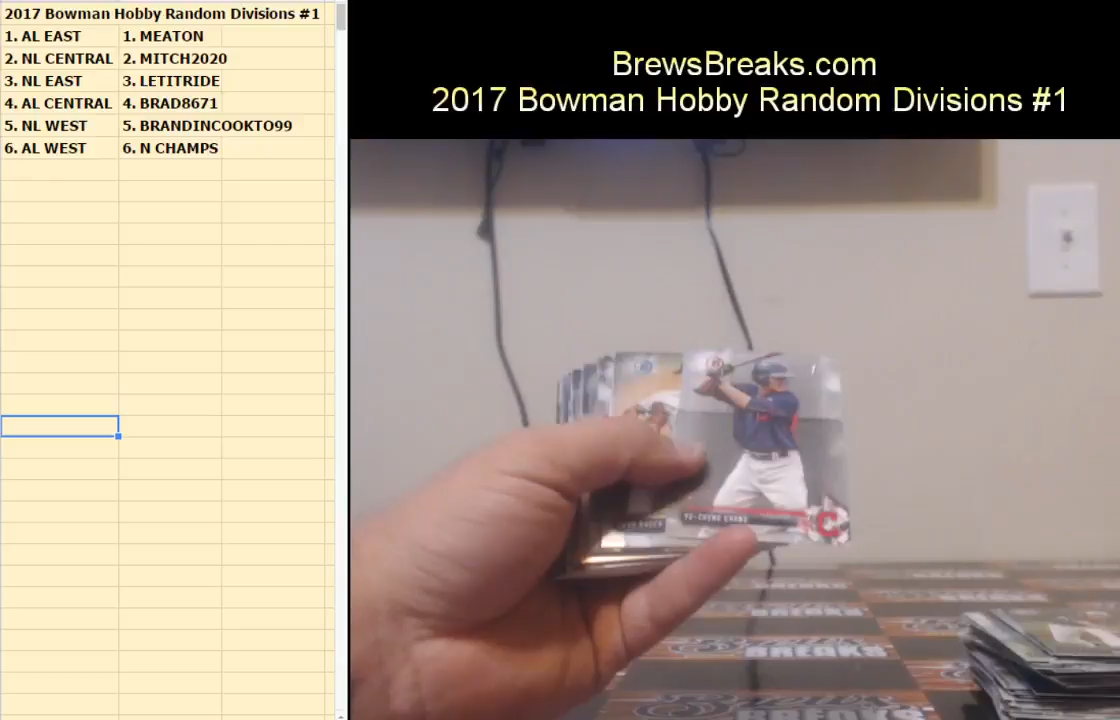 2017 Bowman Hobby Random Divisions #1
1. AL EAST 1. MEATON
2. NL CENTRAL 2. MITCH2020
3. NL EAST 3. LETITRIDE
4. AL CENTRAL 4. BRAD8671
5. NL WEST 5. BRANDINCOOKTO99
6. AL WEST 6. N CHAMPS
BrewsBreaks.com
2017 Bowman Hobby Random Divisions #1
YU-CHENG CHANG
C
BREAKS
BREAKS